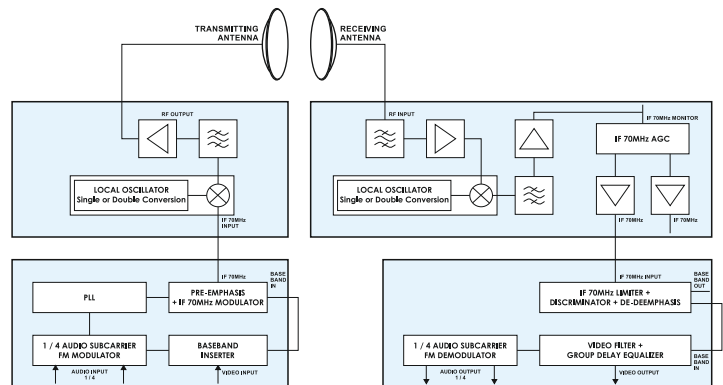 TRANSMITTING
ANTENNA
RECEIVING
ANTENNA
RF OUTPUT
LOCAL OSCILLATOR
Single or Double Conversion
IF 70MHz
INPUT
RF INPUT
LOCAL OSCILLATOR
Single or Double Conversion
IF 70MHz MONITOR
IF 70MHz AGC
IF 70MHz
IF 70MHz
IF 70MHz
BASE
BAND
IN
PLL
PRE-EMPHASIS
+ IF 70MHz MODULATOR
1 / 4 AUDIO SUBCARRIER
FM MODULATOR
BASEBAND
INSERTER
AUDIO INPUT
1 / 4
VIDEO INPUT
IF 70MHz INPUT
BASE
BAND
OUT
IF 70MHz LIMITER +
DISCRIMINATOR + DE-DEEMPHASIS
1 / 4 AUDIO SUBCARRIER
FM DEMODULATOR
VIDEO FILTER +
GROUP DELAY EQUALIZER
BASE
BAND
IN
AUDIO OUTPUT
1 / 4
VIDEO OUTPUT